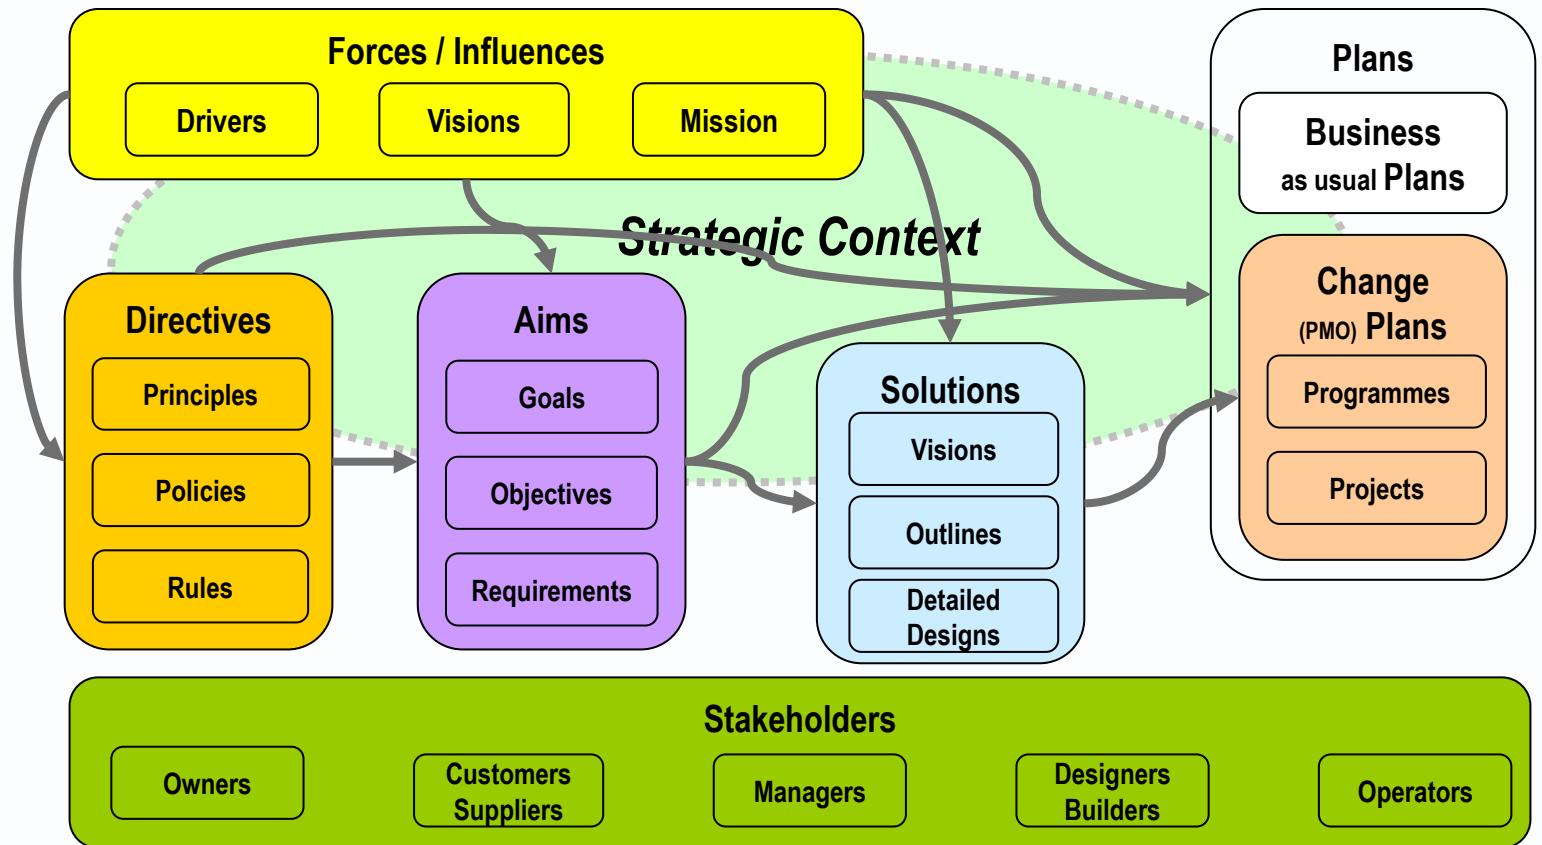 Forces / Influences
Drivers
Visions
Mission
Plans
Business
as usual Plans
Strategic Context
Change
(PMO) Plans
Programmes
Projects
Directives
Principles
Policies
Rules
Aims
Goals
Objectives
Requirements
Solutions
Visions
Outlines
Detailed
Designs
Stakeholders
Owners
Customers
Suppliers
Managers
Designers
Builders
Operators